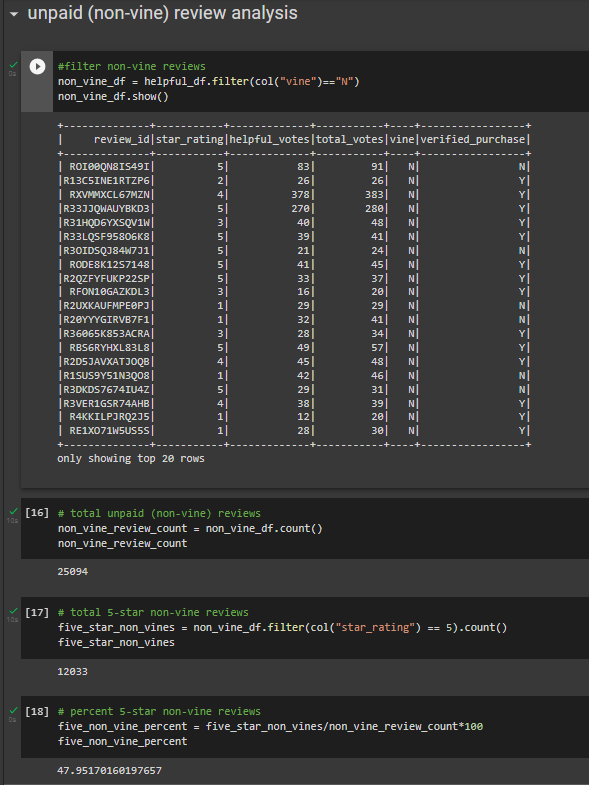 unpaid (non-vine) review analysis
0s
#filter non-vine reviews
non_vine_df = helpful_df.filter(col("vine")=="N")
non_vine_df.show()
+--------------+-----------+-------------+-----------+----+-----------------+
|     review_id|star_rating|helpful_votes|total_votes|vine|verified_purchase|
+--------------+-----------+-------------+-----------+----+-----------------+
| ROI00QN8IS49I|          5|           83|         91|   N|                N|
|R13C5INE1RTZP6|          2|           26|         26|   N|                Y|
| RXVMMXCL67MZN|          4|          378|        383|   N|                Y|
|R33JJQWAUYBKD3|          5|          270|        280|   N|                Y|
|R31HQD6YXSQV1W|          3|           40|         48|   N|                Y|
|R33LQSF958O6K8|          5|           39|         41|   N|                Y|
|R3OIDSQJ84W7J1|          5|           21|         24|   N|                N|
| RODE8K12S7148|          5|           41|         45|   N|                Y|
|R2QZFYFUKP22SP|          5|           33|         37|   N|                Y|
| RFON10GAZKDL3|          3|           16|         20|   N|                Y|
|R2UXKAUFMPE0PJ|          1|           29|         29|   N|                N|
|R20YYYGIRVB7F1|          1|           32|         41|   N|                N|
|R36065K853ACRA|          3|           28|         34|   N|                Y|
| RBS6RYHXL83L8|          5|           49|         57|   N|                Y|
|R2D5JAVXATJOQB|          4|           45|         48|   N|                Y|
|R1SUS9Y51N3QO8|          1|           42|         46|   N|                N|
|R3DKDS7674IU4Z|          5|           29|         31|   N|                N|
|R3VER1GSR74AHB|          4|           38|         39|   N|                Y|
| R4KKILPJRQ2J5|          1|           12|         20|   N|                Y|
| RE1XO71W5US5S|          1|           28|         30|   N|                Y|
+--------------+-----------+-------------+-----------+----+-----------------+
only showing top 20 rows
[16] # total unpaid (non-vine) reviews
10s
non_vine_review_count = non_vine_df.count()
non_vine_review_count
25094
[17] # total 5-star non-vine reviews
10s
five_star_non_vines = non_vine_df.filter(col("star_rating") == 5).count()
five_star_non_vines
12033
[18] # percent 5-star non-vine reviews
0s
five_non_vine_percent = five_star_non_vines/non_vine_review_count*100
five_non_vine_percent
47.95170160197657